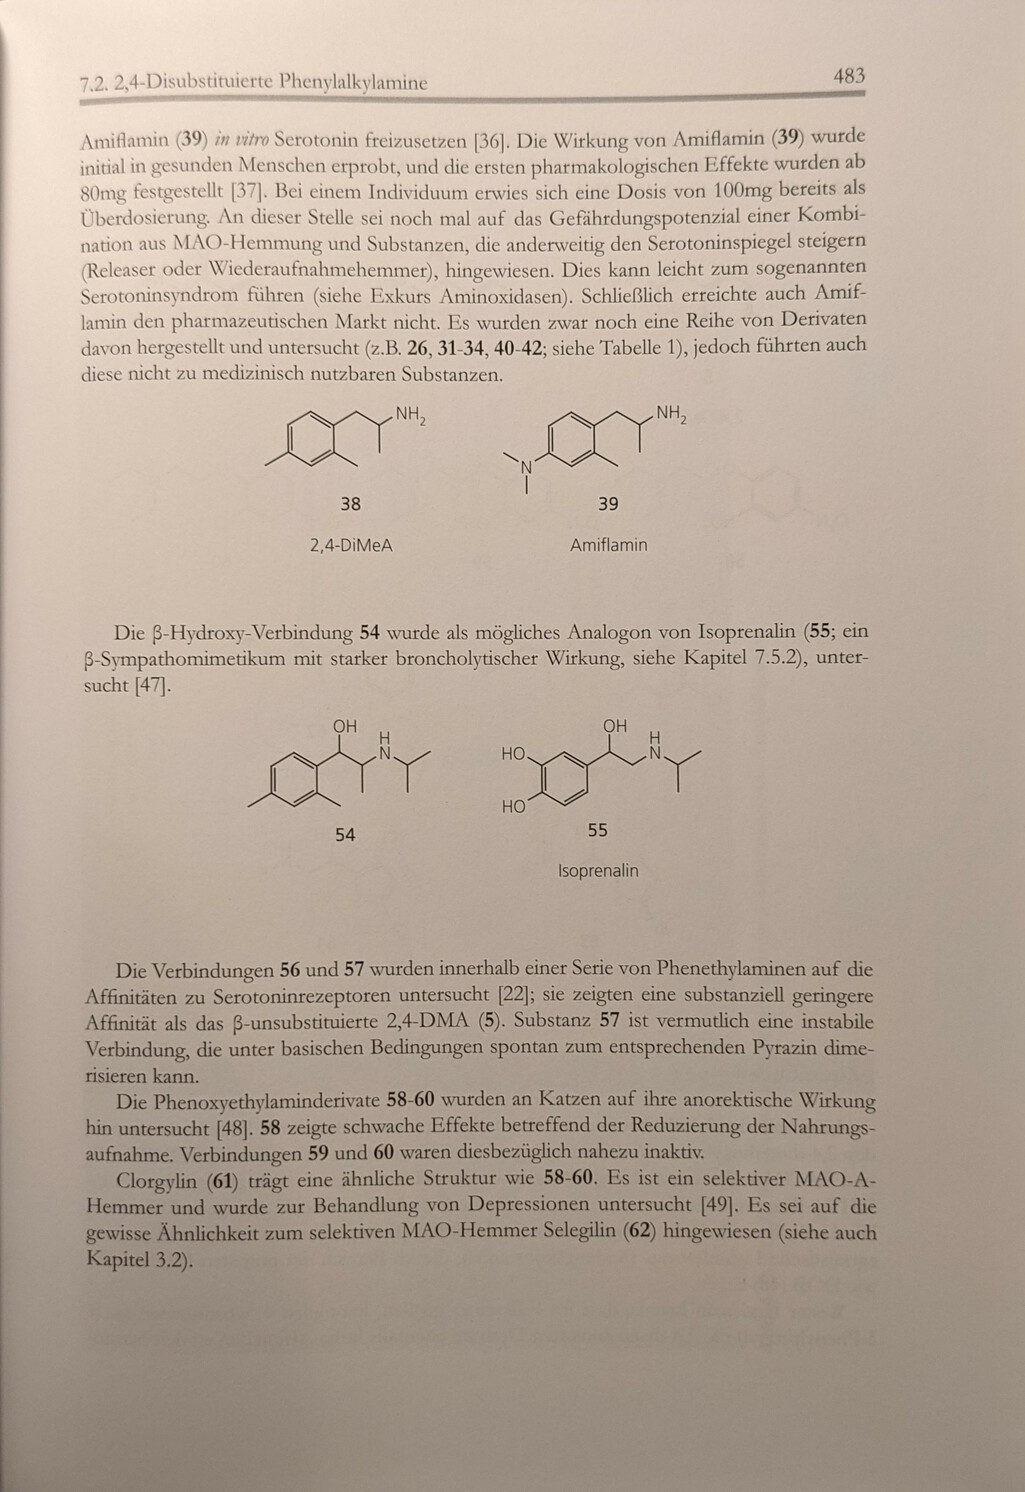 7.2. 2,4-Disubstituierte Phenylalkylamine 483
Amiflamin (39) in vitro Serotonin freizusetzen [36]. Die Wirkung von Amiflamin (39) wurde
initial in gesunden Menschen erprobt, und die ersten pharmakologischen Effekte wurden ab
80mg festgestellt [37]. Bei einem Individuum erwies sich eine Dosis von 100mg bereits als
Überdosierung. An dieser Stelle sei noch mal auf das Gefährdungspotenzial einer Kombi-
nation aus MAO-Hemmung und Substanzen, die anderweitig den Serotoninspiegel steigern
(Releaser oder Wiederaufnahmehemmer), hingewiesen. Dies kann leicht zum sogenannten
Serotoninsyndrom führen (siehe Exkurs Aminoxidasen). Schließlich erreichte auch Amif-
lamin den pharmazeutischen Markt nicht. Es wurden zwar noch eine Reihe von Derivaten
davon hergestellt und untersucht (z.B. 26, 31-34, 40-42; siehe Tabelle 1), jedoch führten auch
diese nicht zu medizinisch nutzbaren Substanzen.
NH2 NH2
N
38 39
2,4-DiMeA Amiflamin
Die β-Hydroxy-Verbindung 54 wurde als mögliches Analogon von Isoprenalin (55; ein
β-Sympathomimetikum mit starker broncholytischer Wirkung, siehe Kapitel 7.5.2), unter-
sucht [47].
OH OH
H H
N HO N
HO
54 55
Isoprenalin
Die Verbindungen 56 und 57 wurden innerhalb einer Serie von Phenethylaminen auf die
Affinitäten zu Serotoninrezeptoren untersucht [22]; sie zeigten eine substanziell geringere
Affinität als das β-unsubstituierte 2,4-DMA (5). Substanz 57 ist vermutlich eine instabile
Verbindung, die unter basischen Bedingungen spontan zum entsprechenden Pyrazin dime-
risieren kann.
Die Phenoxyethylaminderivate 58-60 wurden an Katzen auf ihre anorektische Wirkung
hin untersucht [48]. 58 zeigte schwache Effekte betreffend der Reduzierung der Nahrungs-
aufnahme. Verbindungen 59 und 60 waren diesbezüglich nahezu inaktiv.
Clorgylin (61) trägt eine ähnliche Struktur wie 58-60. Es ist ein selektiver MAO-A-
Hemmer und wurde zur Behandlung von Depressionen untersucht [49]. Es sei auf die
gewisse Ähnlichkeit zum selektiven MAO-Hemmer Selegilin (62) hingewiesen (siehe auch
Kapitel 3.2).